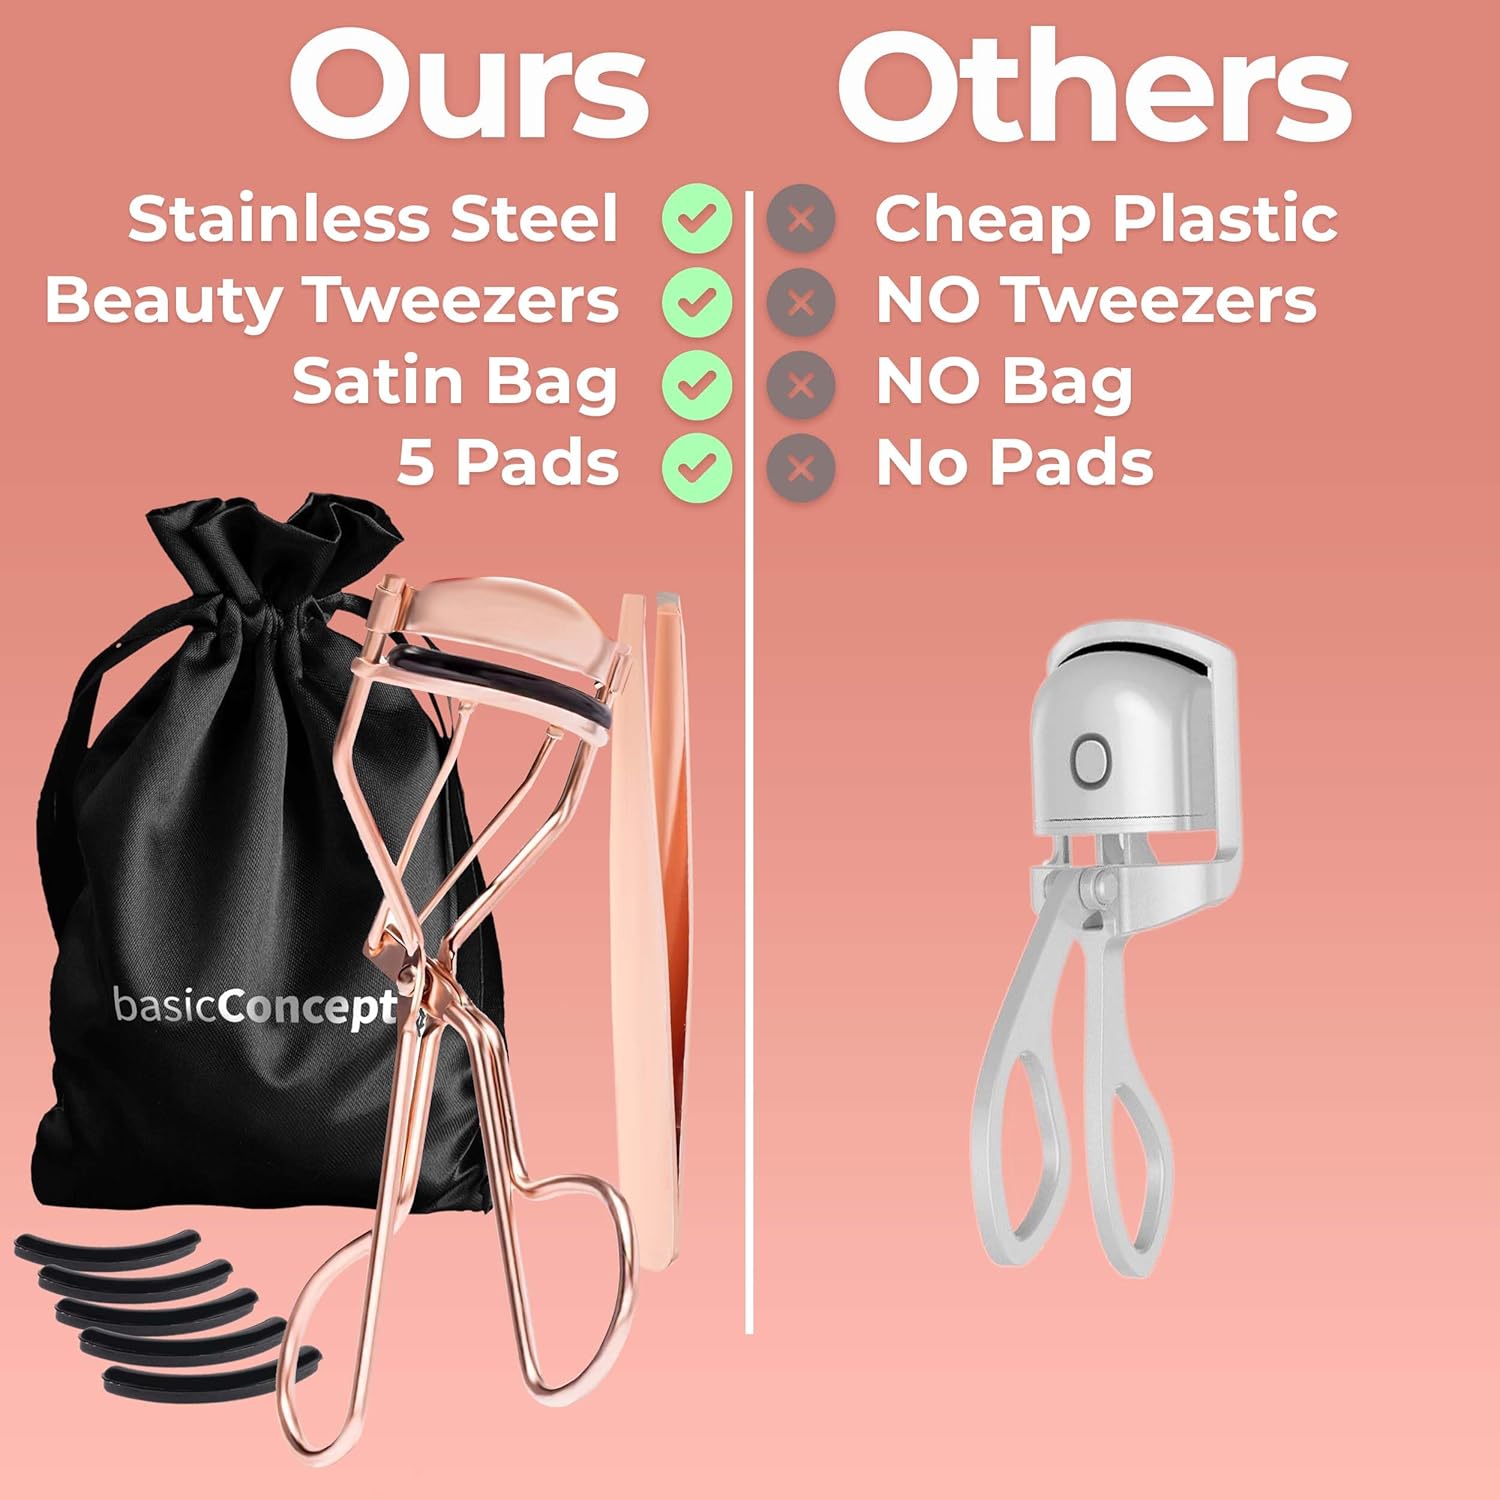 Ours
Others
Stainless Steel
Cheap Plastic
Beauty Tweezers
NO Tweezers
Satin Bag
NO Bag
5 Pads
No Pads
basicConcept